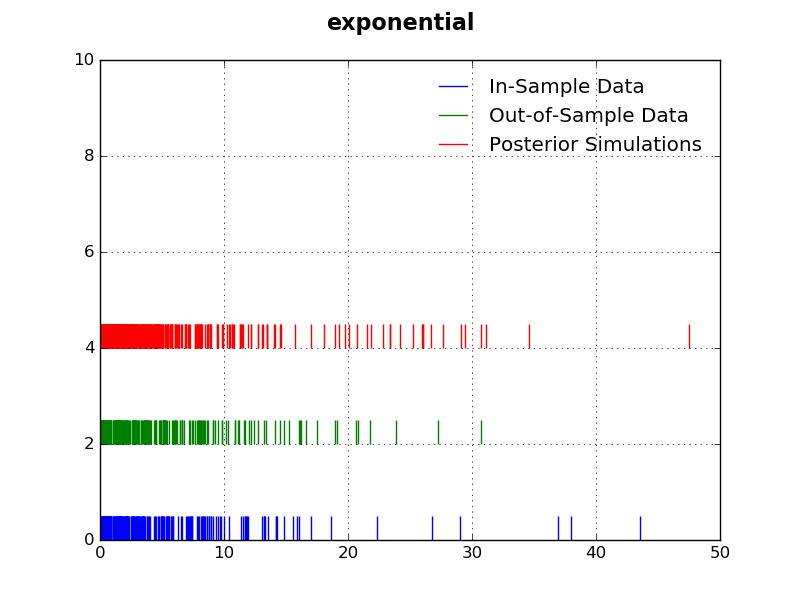 exponential
10
8
6
4
2
0
In-Sample Data
Out-of-Sample Data
Posterior Simulations
0 10 20 30 40 50